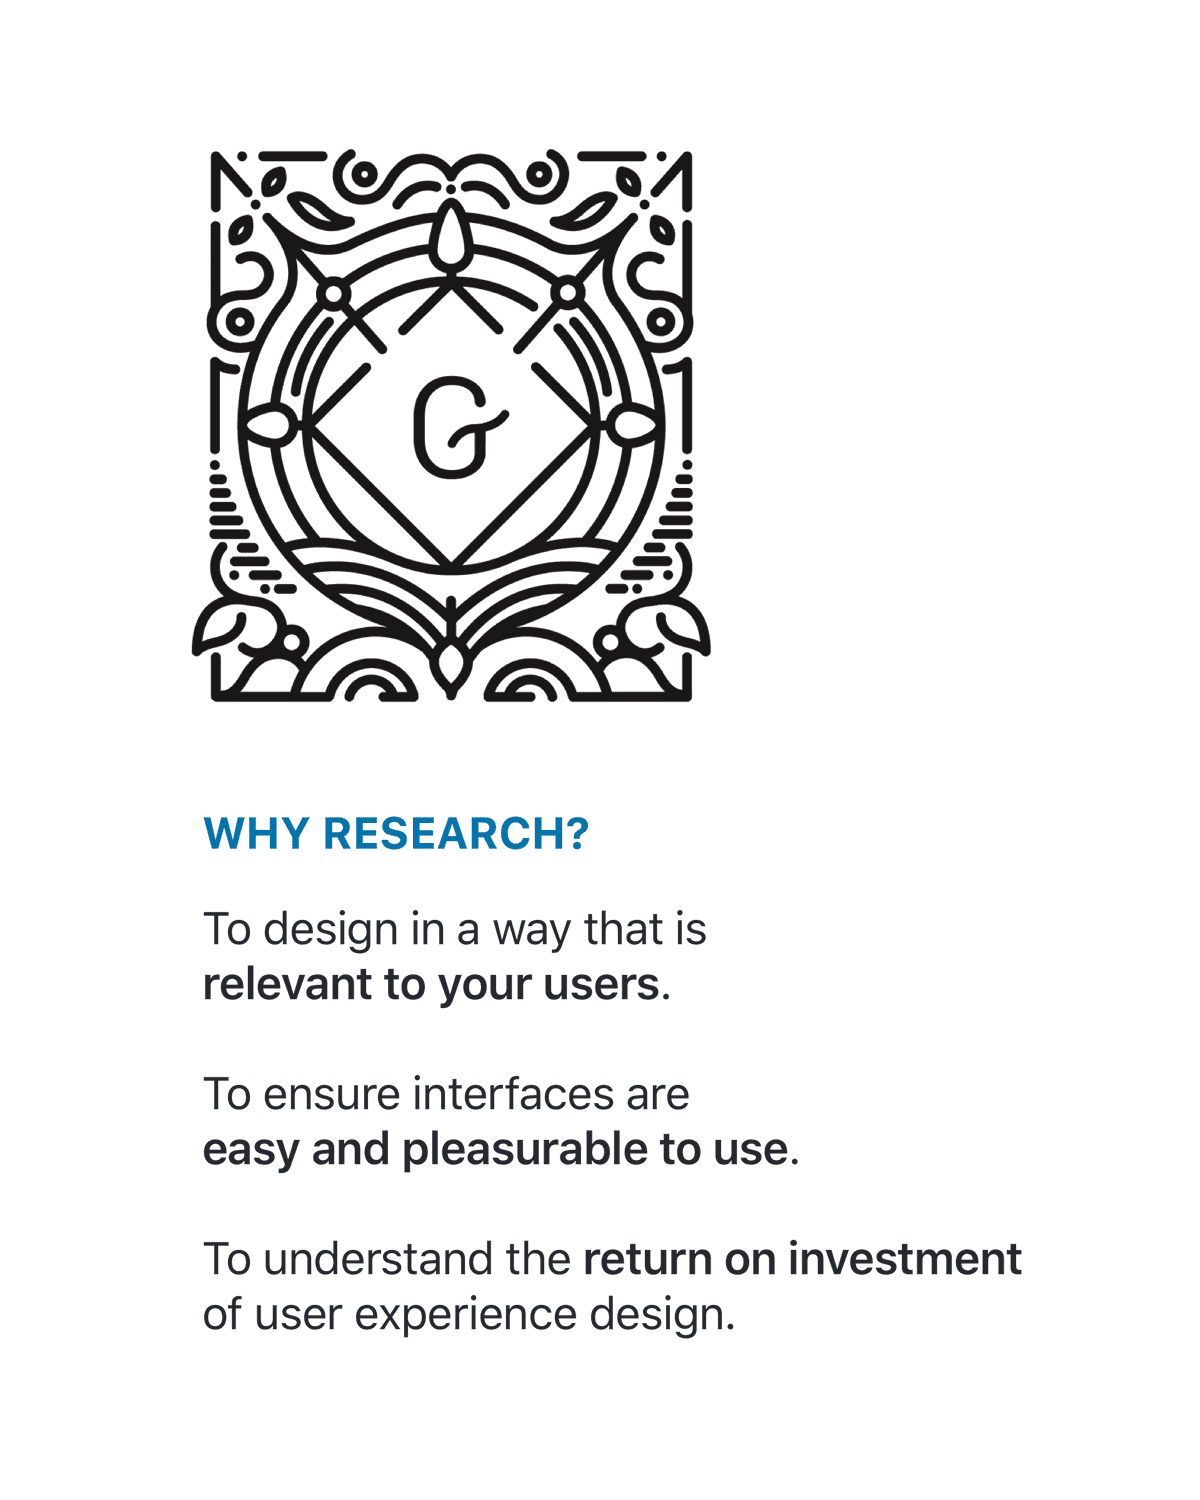 G
WHY RESEARCH?
To design in a way that is
relevant to your users.
To ensure interfaces are
easy and pleasurable to use.
To understand the return on investment
of user experience design.